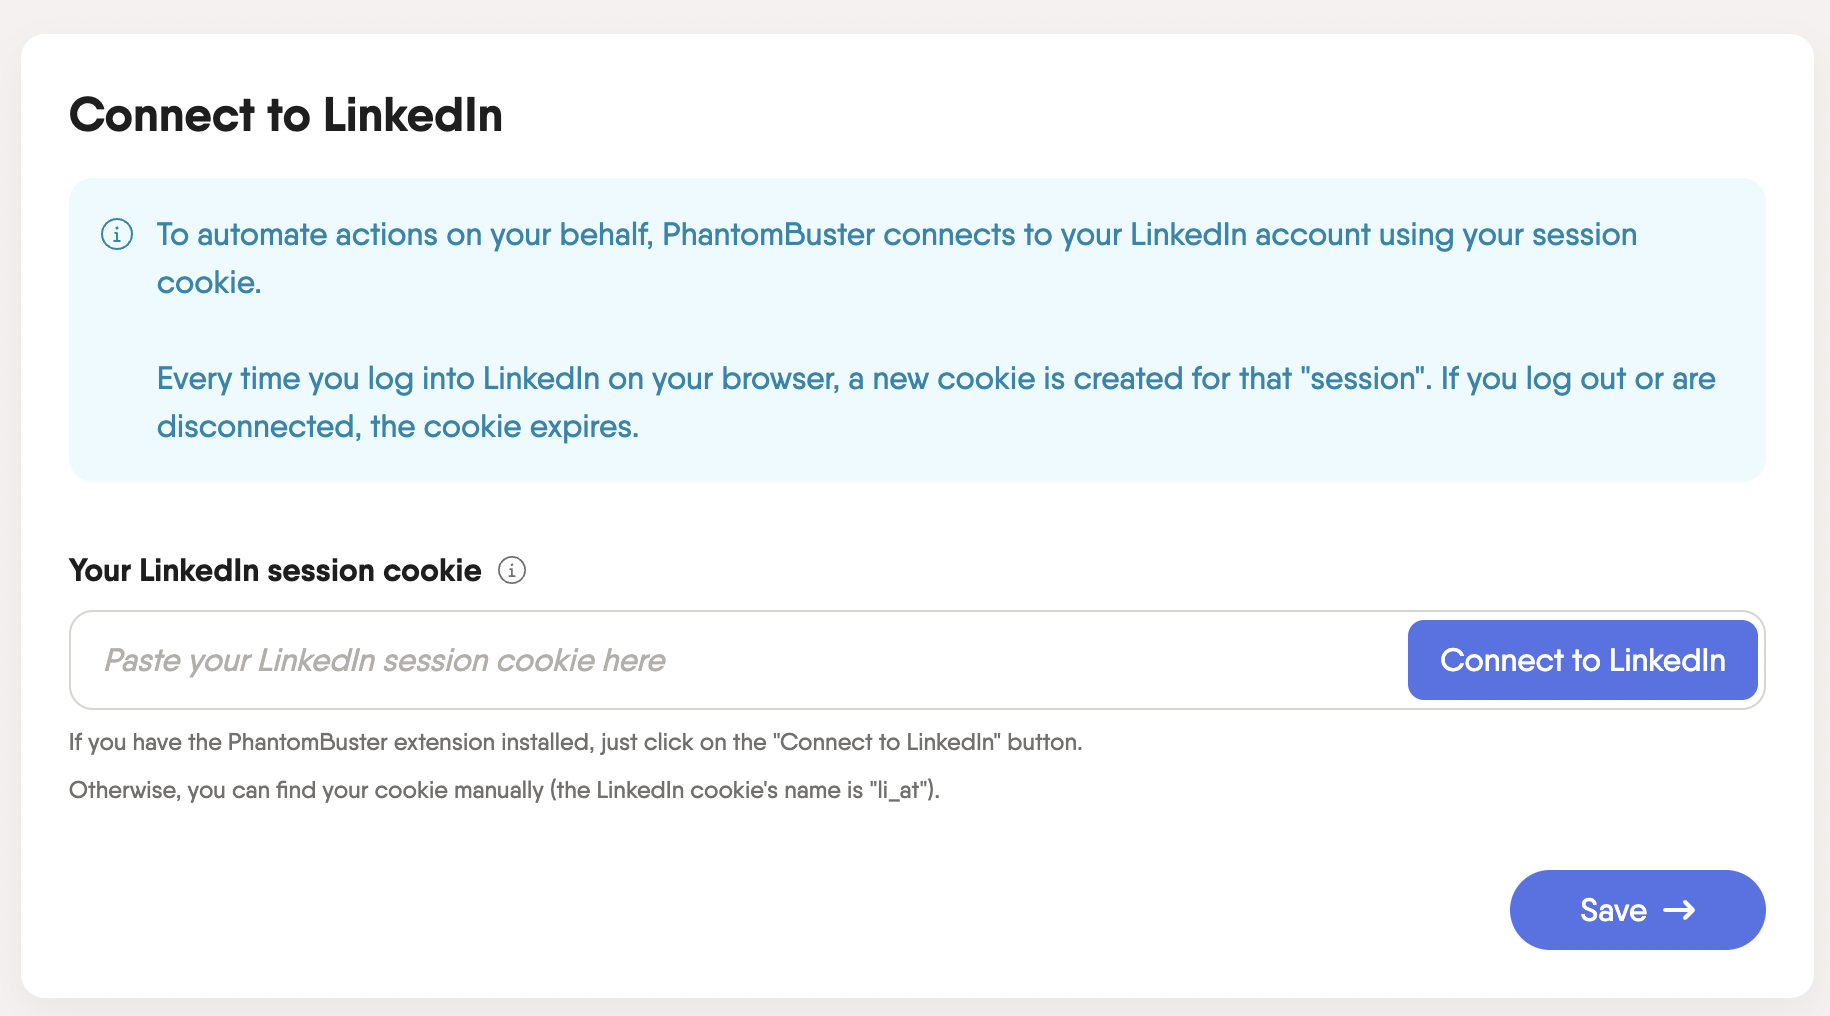 Connect to LinkedIn
To automate actions on your behalf, PhantomBuster connects to your LinkedIn account using your session
cookie.
Every time you log into LinkedIn on your browser, a new cookie is created for that "session". If you log out or are
disconnected, the cookie expires.
Your LinkedIn session cookie
Paste your LinkedIn session cookie here
Connect to LinkedIn
If you have the PhantomBuster extension installed, just click on the "Connect to LinkedIn" button.
Otherwise, you can find your cookie manually (the LinkedIn cookie's name is "li_at").
Save →